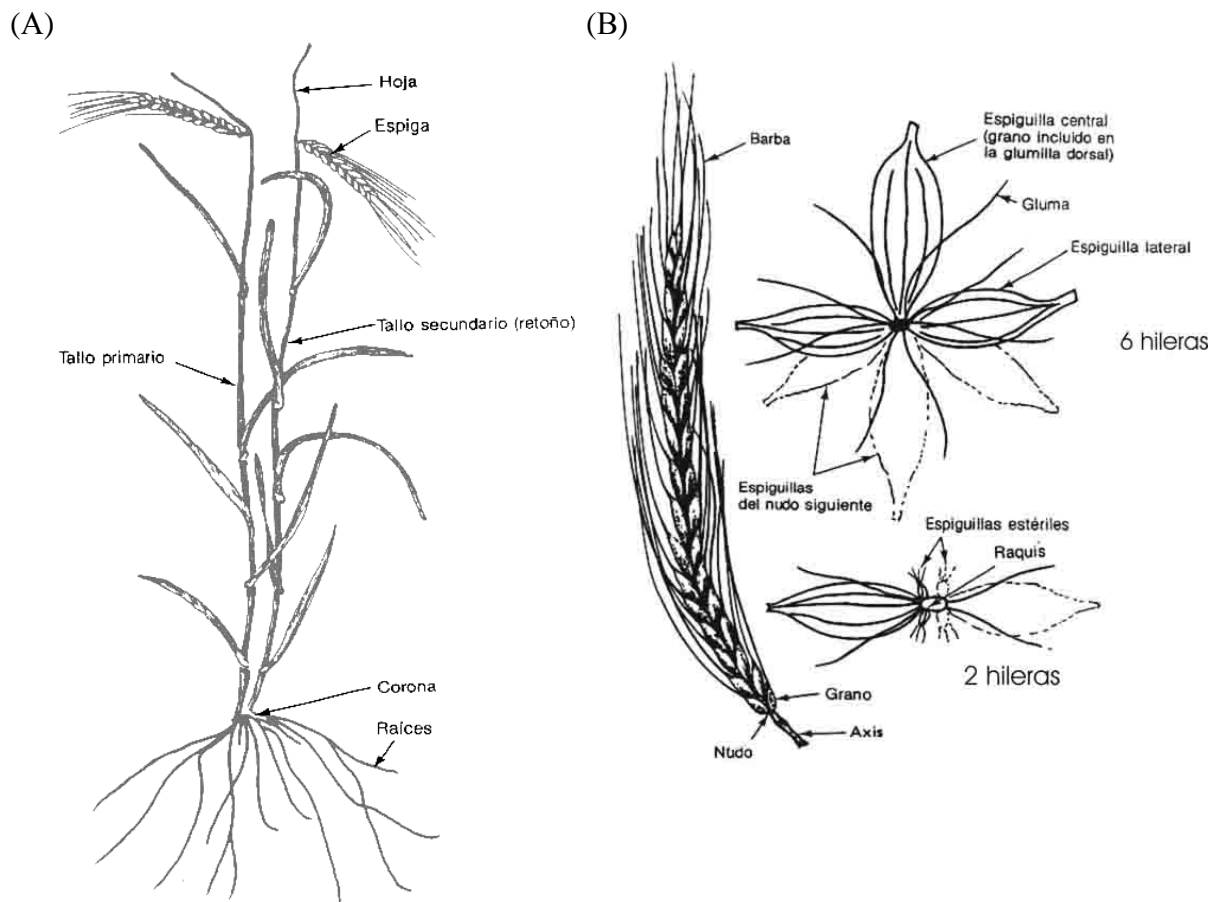 (A)
Hoja
Espiga
Tallo secundario (retoño)
Tallo primario
Corona
Raíces
(B)
Barba
Espiguilla central
(grano incluido en
la glumilla dorsal)
Gluma
Espiguilla lateral
6 hileras
Espiguillas
del nudo siguiente
Espiguillas estériles
Raquis
2 hileras
Grano
Axis
Nudo